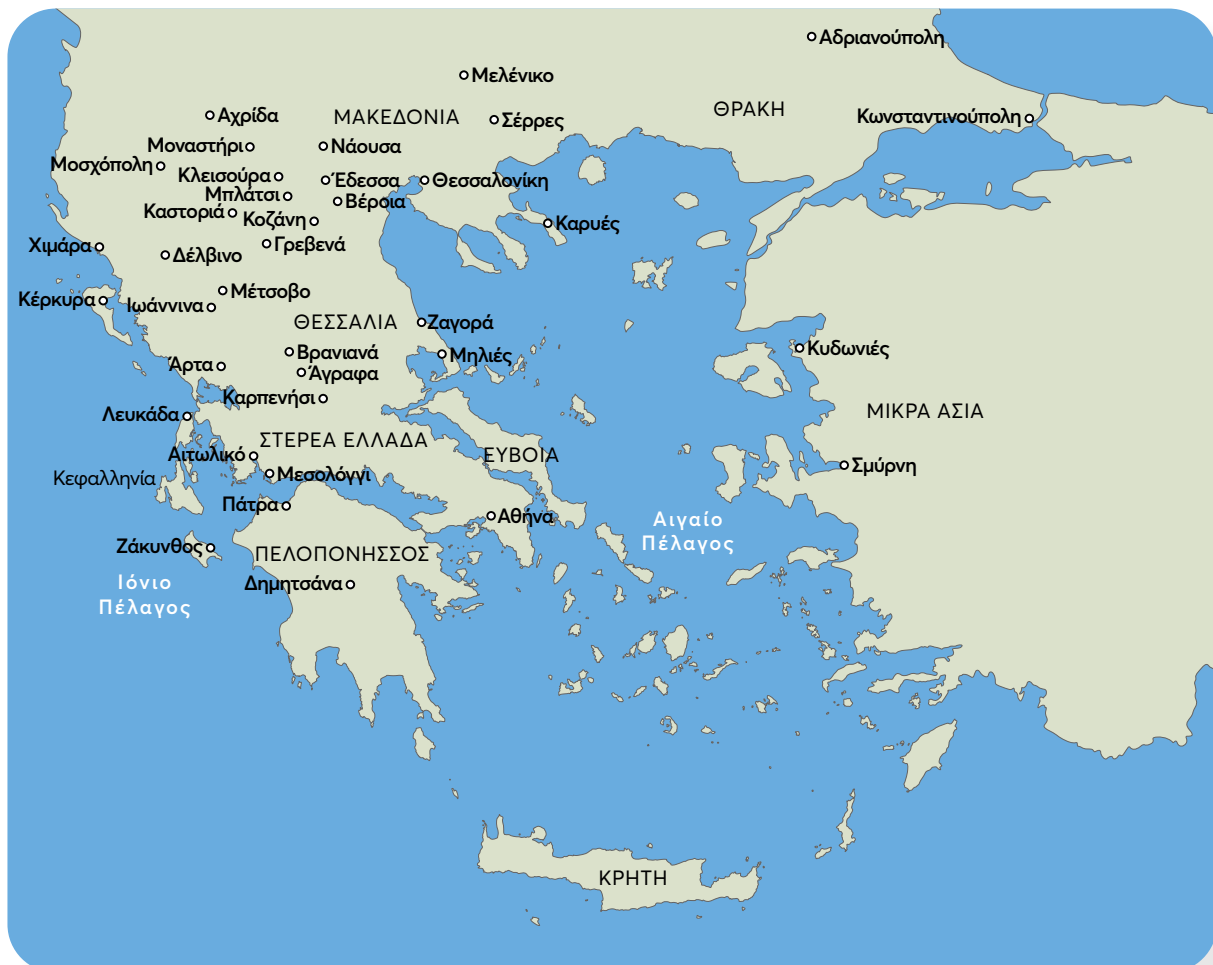 Αδριανούπολη
Μελένικο
ΘΡΑΚΗ
Αχρίδα
ΜΑΚΕΔΟΝΙΑ
Σέρρες
Κωνσταντινούπολη
Μοναστήρι
Νάουσα
Μοσχόπολη
Κλεισούρα
Έδεσσα
Θεσσαλονίκη
Μπλάτσι
Βέροια
Καστοριά
Κοζάνη
Καρυές
Χιμάρα
Γρεβενά
Δέλβινο
Μέτσοβο
Κέρκυρα
Ιωάννινα
ΘΕΣΣΑΛΙΑ
Ζαγορά
Βρανιανά
Μηλιές
Κυδωνιές
Άρτα
Άγραφα
Καρπενήσι
Λευκάδα
ΜΙΚΡΑ ΑΣΙΑ
ΣΤΕΡΕΑ ΕΛΛΑΔΑ
Αιτωλικό
ΕΥΒΟΙΑ
Σμύρνη
Κεφαλληνία
Μεσολόγγι
Πάτρα
Αθήνα
Αιγαίο
Πέλαγος
Ζάκυνθος
ΠΕΛΟΠΟΝΗΣΣΟΣ
Ιόνιο
Πέλαγος
Δημητσάνα
ΚΡΗΤΗ